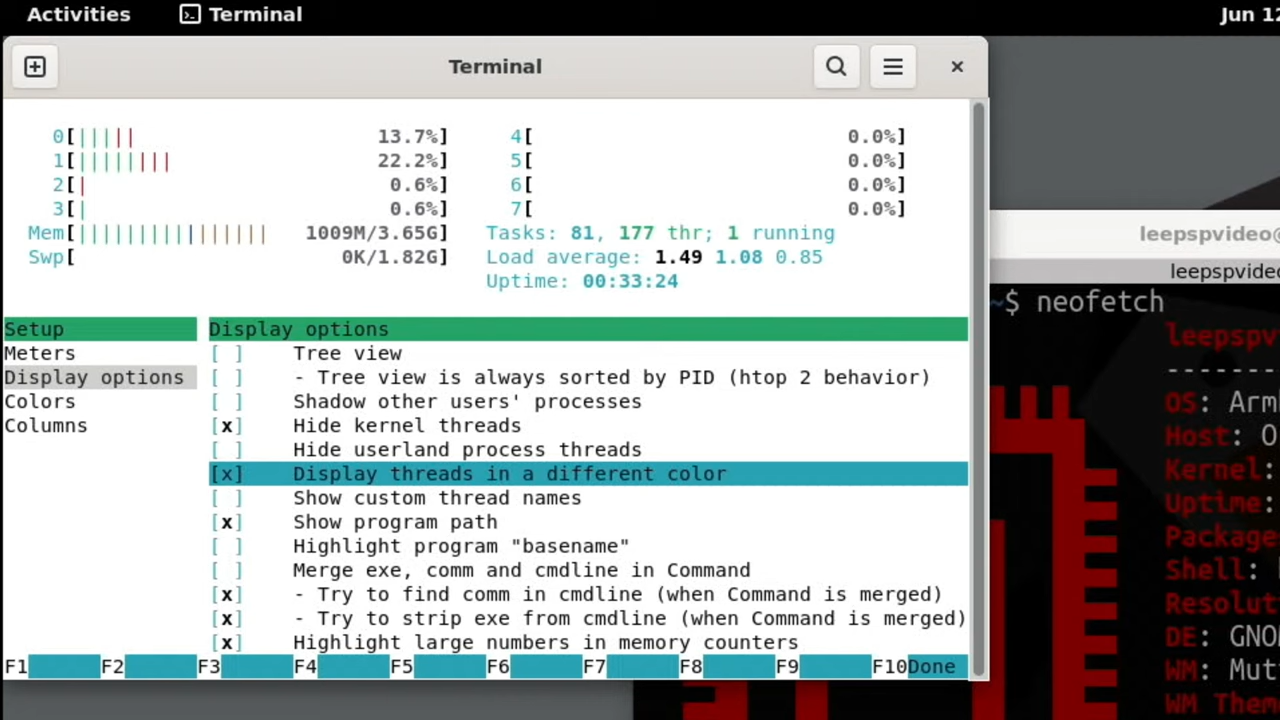 Activities Terminal Jun 12
Terminal
0[||||| 13.7%] 4[ 0.0%]
1[|||||||| 22.2%] 5[ 0.0%]
2[| 0.6%] 6[ 0.0%]
3[| 0.6%] 7[ 0.0%]
Mem[|||||||||||||||| 1009M/3.65G] Tasks: 81, 177 thr; 1 running
Swp[ 0K/1.82G] Load average: 1.49 1.08 0.85
Uptime: 00:33:24
Setup Display options
Meters [ ] Tree view
Display options [ ] - Tree view is always sorted by PID (htop 2 behavior)
Colors [ ] Shadow other users' processes
Columns [x] Hide kernel threads
[ ] Hide userland process threads
[x] Display threads in a different color
[ ] Show custom thread names
[x] Show program path
[ ] Highlight program "basename"
[ ] Merge exe, comm and cmdline in Command
[x] - Try to find comm in cmdline (when Command is merged)
[x] - Try to strip exe from cmdline (when Command is merged)
[x] Highlight large numbers in memory counters
F1 F2 F3 F4 F5 F6 F7 F8 F9 F10Done
leepspvideo@
leepspvideo
~$ neofetch
leepspv
--------
OS: Arm
Host: O
Kernel:
Uptime:
Package
Shell:
Resolut
DE: GNO
WM: Mut
WM Them